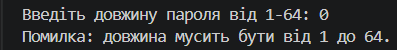 Введіть довжину пароля від 1-64: 0
Помилка: довжина мусить бути від 1 до 64.